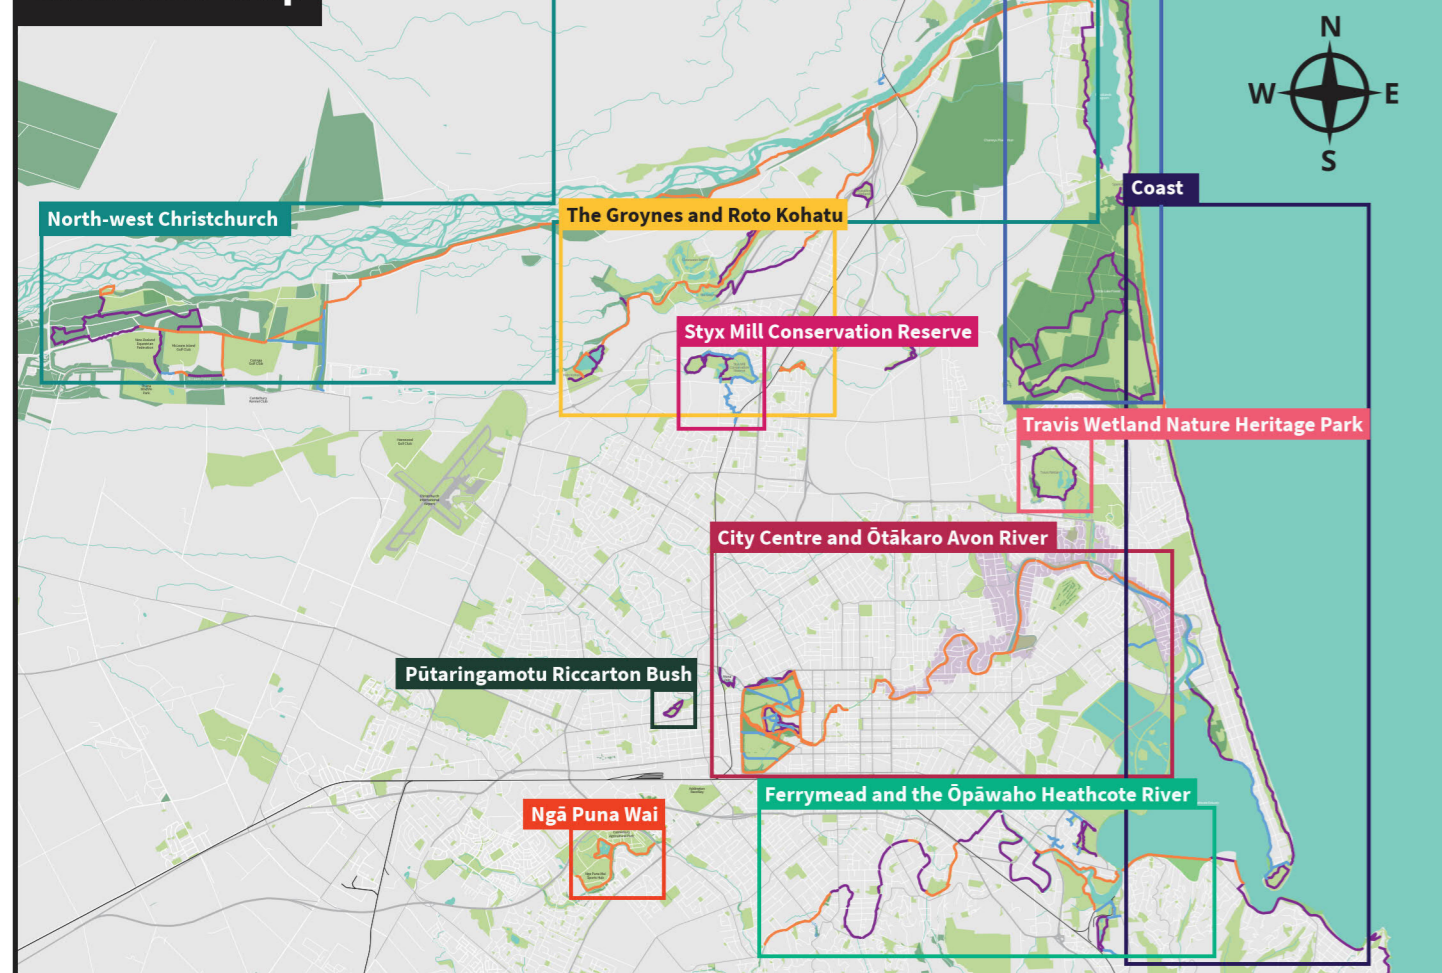 N
W
E
S
Coast
North-west Christchurch
The Groynes and Roto Kohatu
Styx Mill Conservation Reserve
Travis Wetland Nature Heritage Park
City Centre and Ōtākaro Avon River
Pūtaringamotu Riccarton Bush
Ferrymead and the Ōpāwaho Heathcote River
Ngā Puna Wai